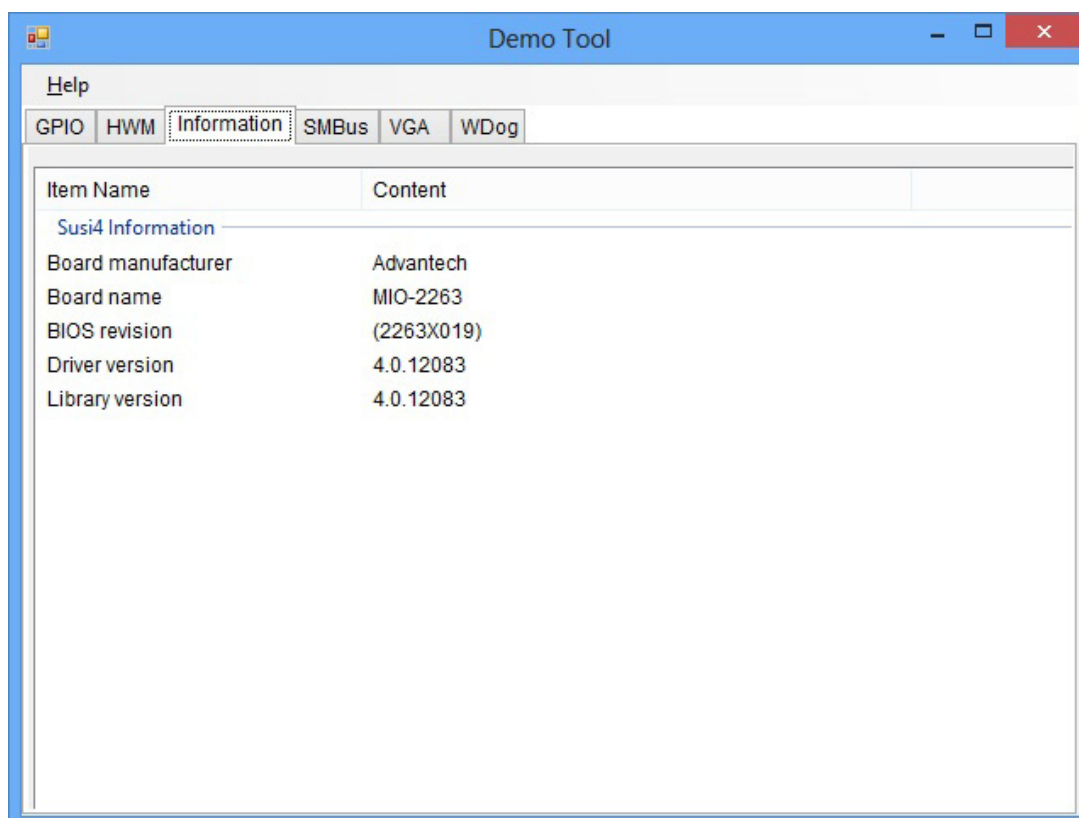 Demo Tool
Help
GPIO HWM Information SMBus VGA WDog
Item Name Content
Susi4 Information
Board manufacturer Advantech
Board name MIO-2263
BIOS revision (2263X019)
Driver version 4.0.12083
Library version 4.0.12083